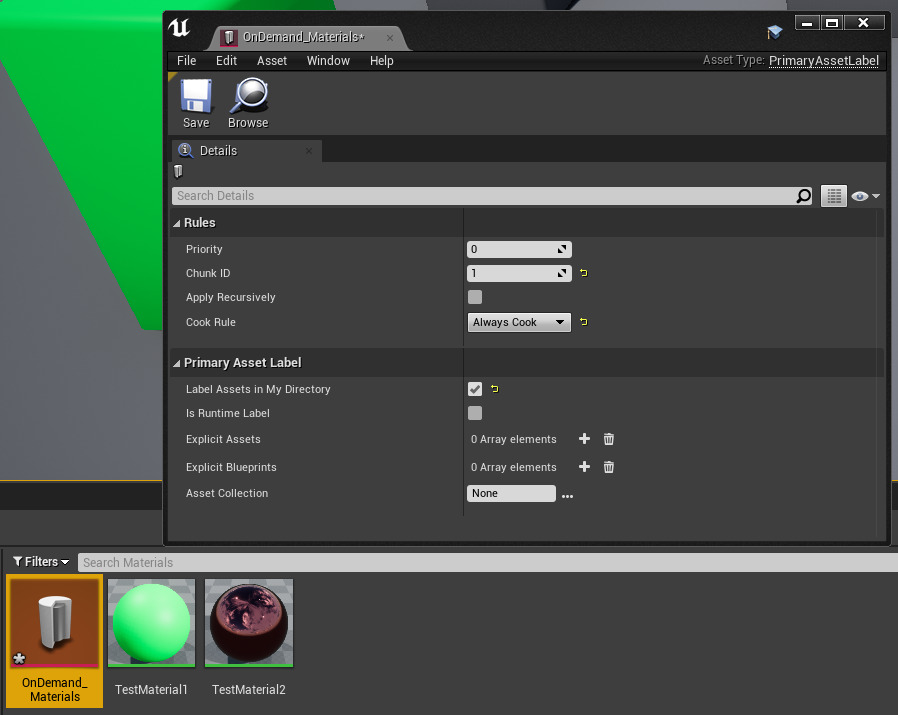 OnDemand_Materials*
File Edit Asset Window Help
Asset Type: PrimaryAssetLabel
Save Browse
Details
Search Details
Rules
Priority 0
Chunk ID 1
Apply Recursively
Cook Rule Always Cook
Primary Asset Label
Label Assets in My Directory
Is Runtime Label
Explicit Assets 0 Array elements
Explicit Blueprints 0 Array elements
Asset Collection None
Filters Search Materials
OnDemand_
Materials
TestMaterial1
TestMaterial2